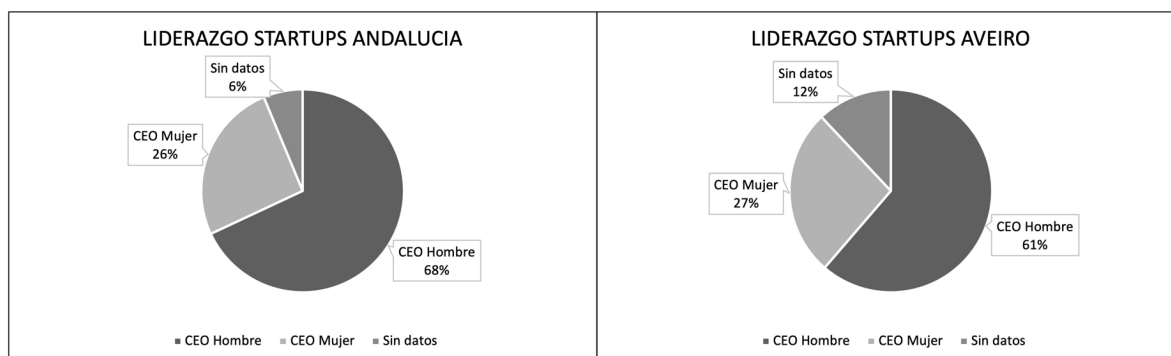 LIDERAZGO STARTUPS ANDALUCIA
Sin datos
6%
CEO Mujer
26%
CEO Hombre
68%
CEO Hombre CEO Mujer Sin datos
LIDERAZGO STARTUPS AVEIRO
Sin datos
12%
CEO Mujer
27%
CEO Hombre
61%
CEO Hombre CEO Mujer Sin datos